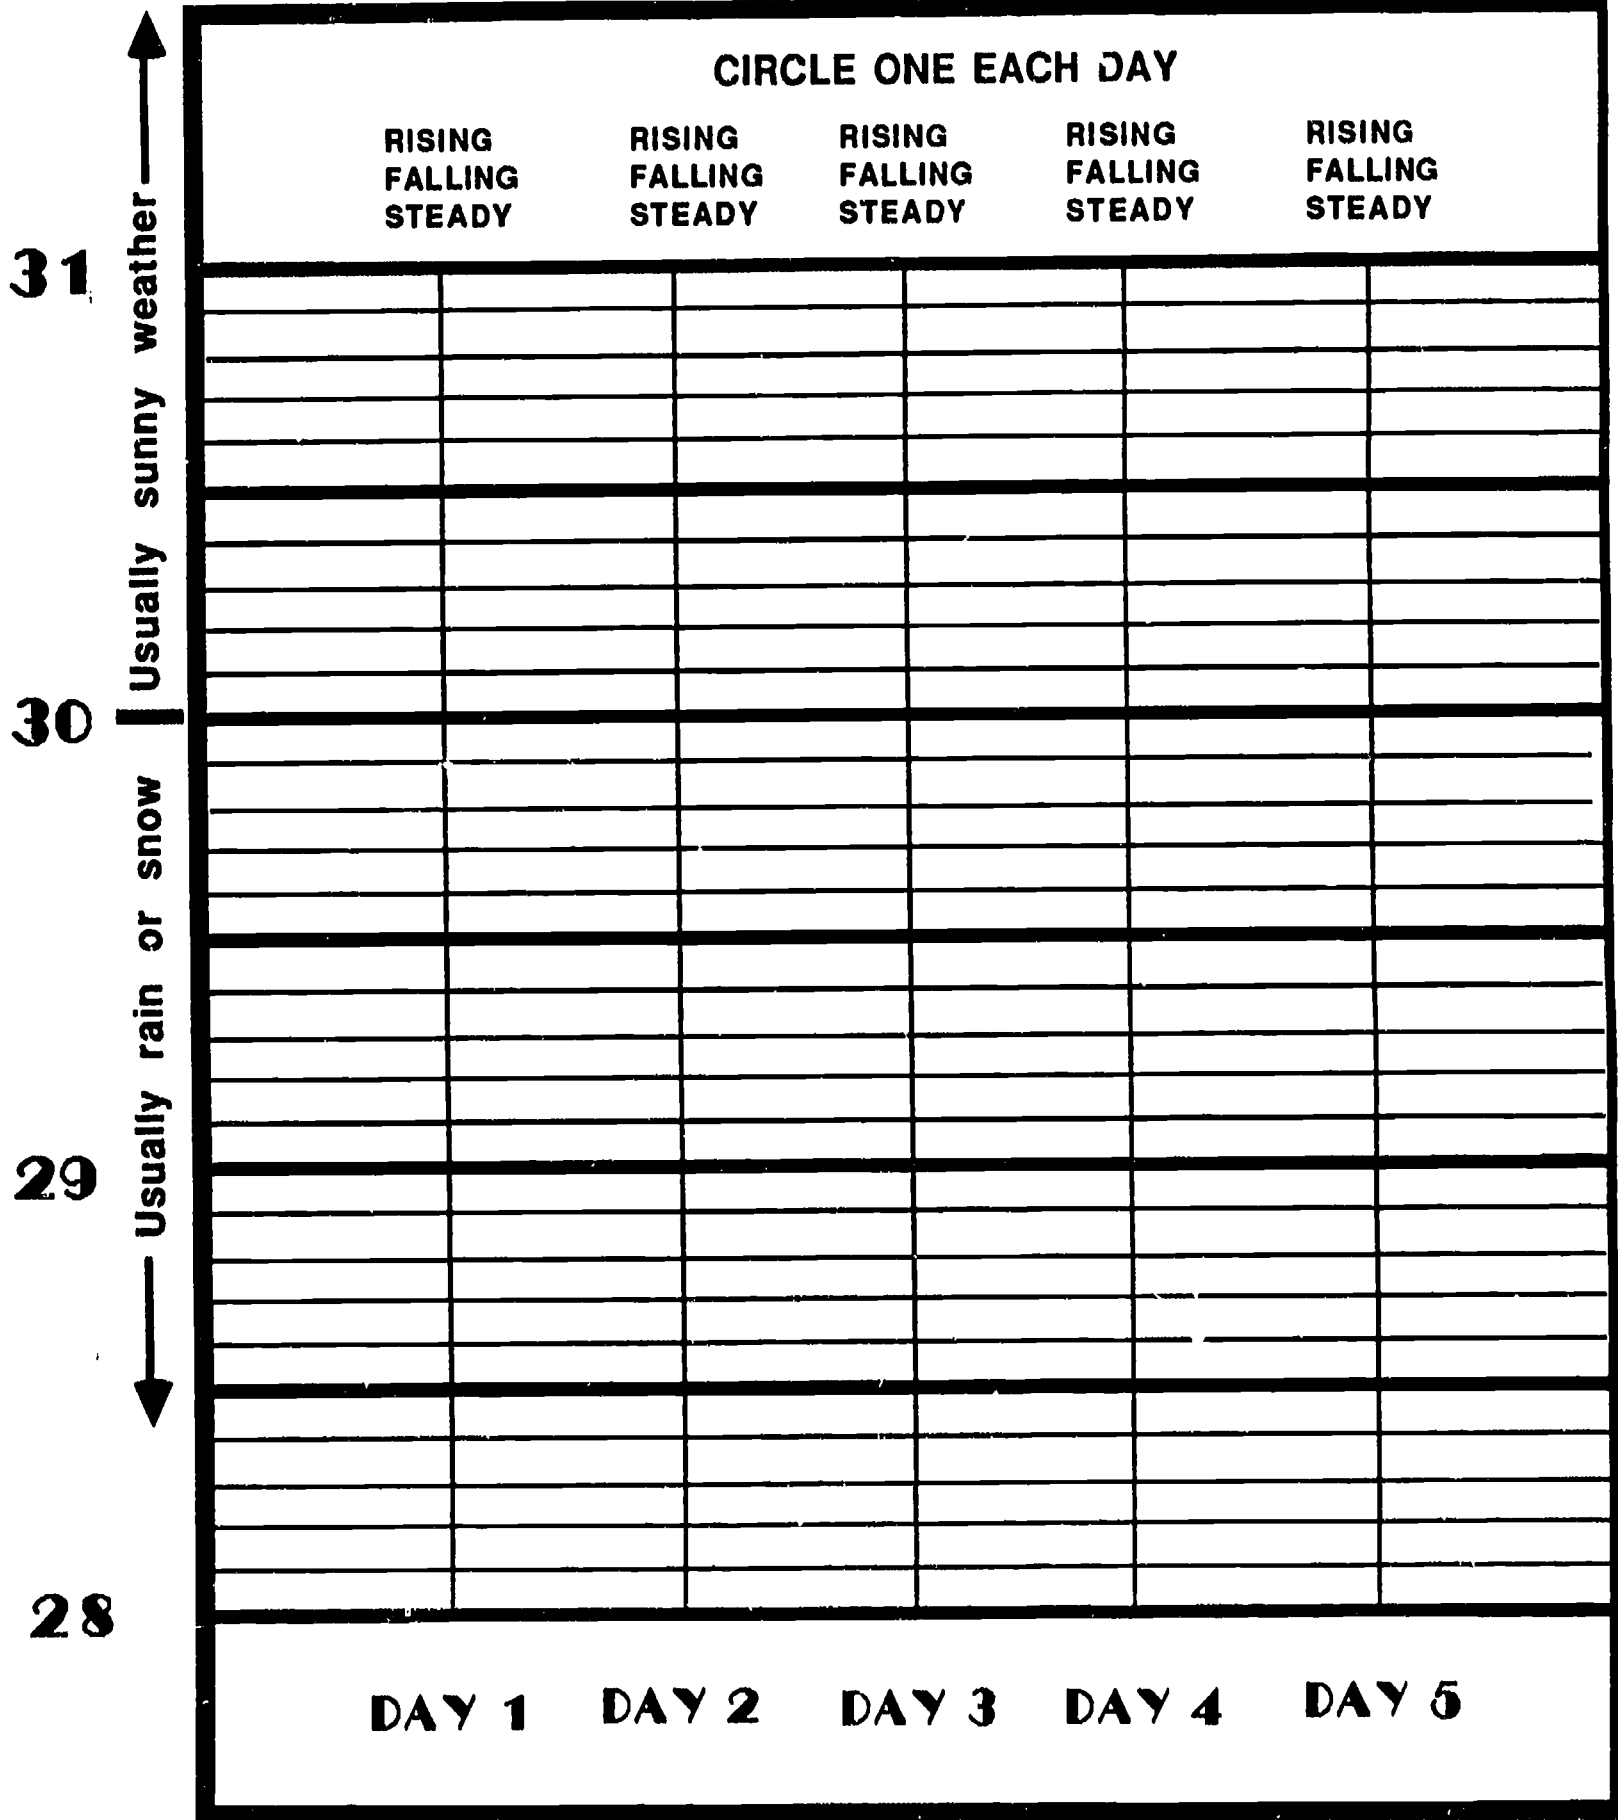 CIRCLE ONE EACH DAY
RISING RISING RISING RISING RISING
FALLING FALLING FALLING FALLING FALLING
STEADY STEADY STEADY STEADY STEADY
31
Usually sunny weather
30
Usually rain or snow
29
28
DAY 1 DAY 2 DAY 3 DAY 4 DAY 5